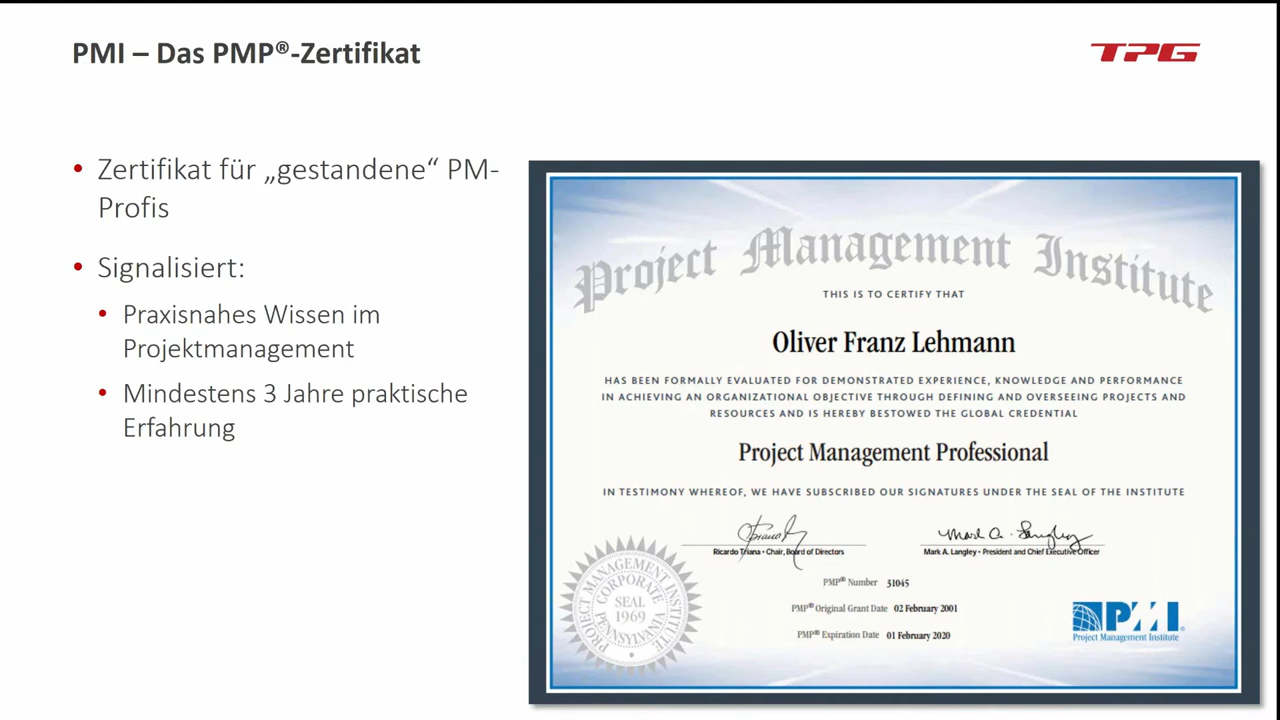 PMI – Das PMP®-Zertifikat
TPG
• Zertifikat für „gestandene“ PM-
Profis
• Signalisiert:
• Praxisnahes Wissen im
Projektmanagement
• Mindestens 3 Jahre praktische
Erfahrung
Project Management Institute
THIS IS TO CERTIFY THAT
Oliver Franz Lehmann
HAS BEEN FORMALLY EVALUATED FOR DEMONSTRATED EXPERIENCE, KNOWLEDGE AND PERFORMANCE
IN ACHIEVING AN ORGANIZATIONAL OBJECTIVE THROUGH DEFINING AND OVERSEEING PROJECTS AND
RESOURCES AND IS HEREBY BESTOWED THE GLOBAL CREDENTIAL
Project Management Professional
IN TESTIMONY WHEREOF, WE HAVE SUBSCRIBED OUR SIGNATURES UNDER THE SEAL OF THE INSTITUTE
Ricardo Triana • Chair, Board of Directors
Mark A. Langley • President and Chief Executive Officer
PMP® Number 31045
PMP® Original Grant Date 02 February 2001
PMP® Expiration Date 01 February 2020
PROJECT MANAGEMENT INSTITUTE
CORPORATE
SEAL
1969
PENNSYLVANIA
PMI®
Project Management Institute